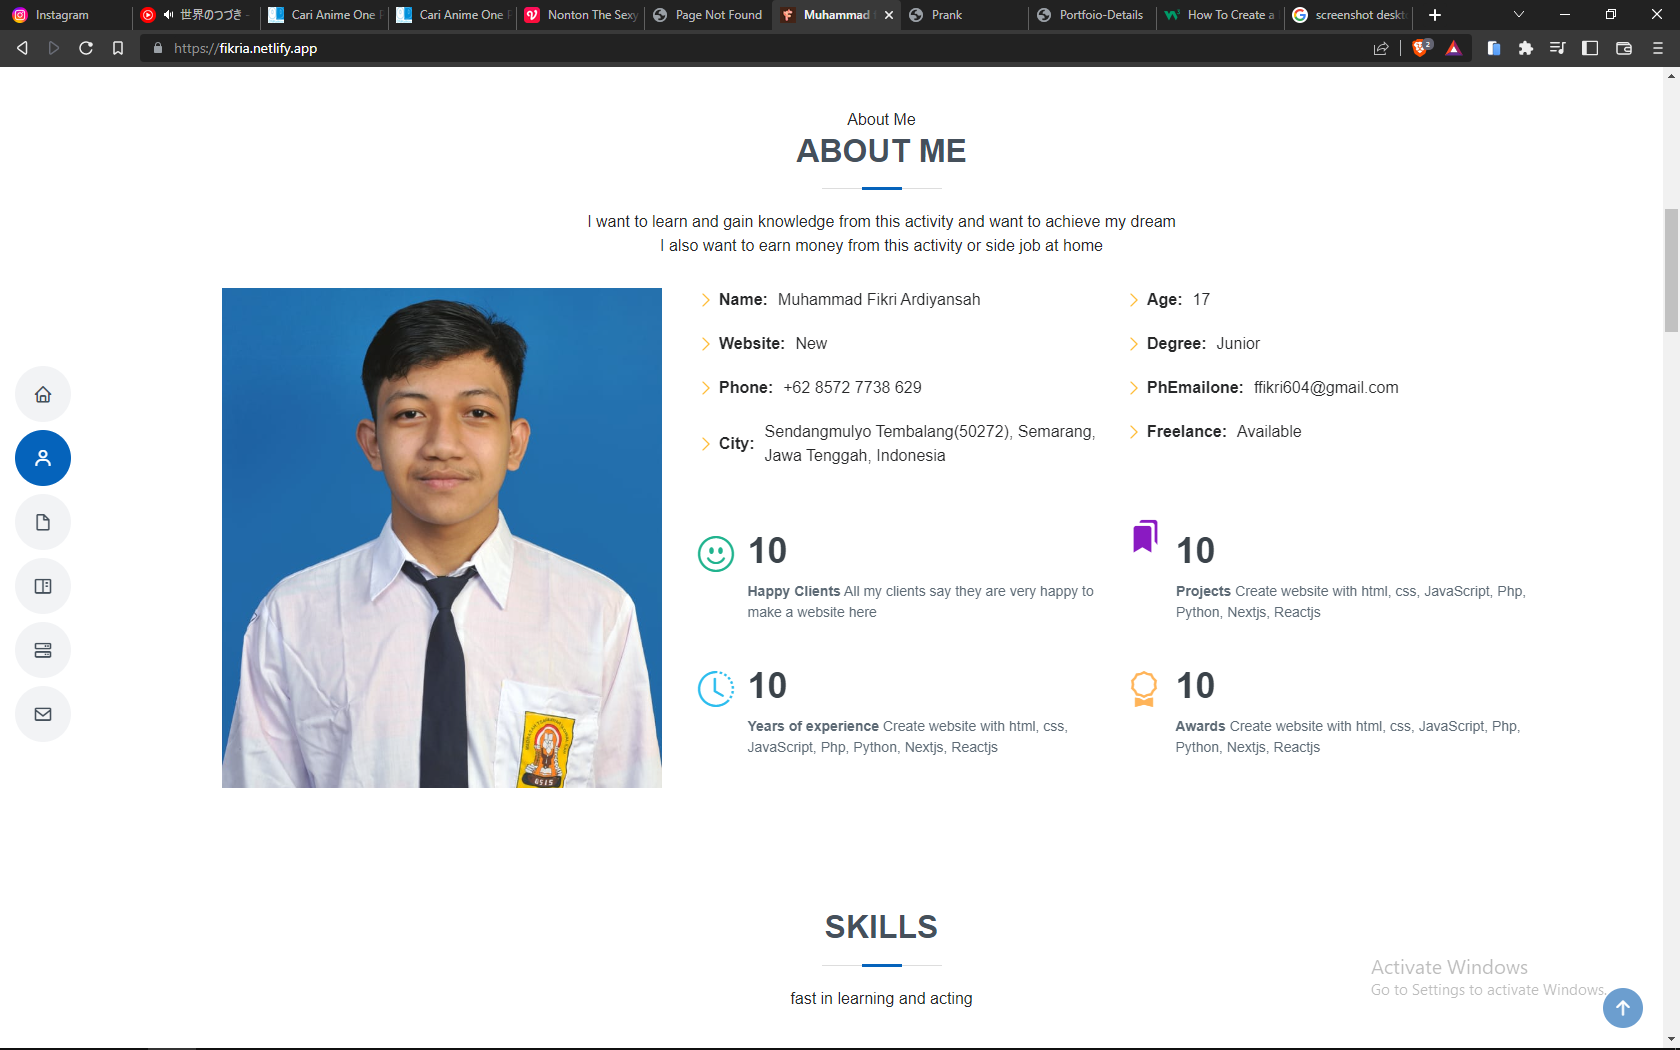 Instagram
世界のつづき -
Cari Anime One P
Cari Anime One P
Nonton The Sexy
Page Not Found
Muhammad
Prank
Portfoio-Details
How To Create a
screenshot deskt
https://fikria.netlify.app
2
About Me
ABOUT ME
I want to learn and gain knowledge from this activity and want to achieve my dream
I also want to earn money from this activity or side job at home
Name: Muhammad Fikri Ardiyansah
Age: 17
Website: New
Degree: Junior
Phone: +62 8572 7738 629
PhEmailone: ffikri604@gmail.com
City: Sendangmulyo Tembalang(50272), Semarang,
Jawa Tenggah, Indonesia
Freelance: Available
10
Happy Clients All my clients say they are very happy to
make a website here
10
Projects Create website with html, css, JavaScript, Php,
Python, Nextjs, Reactjs
10
Years of experience Create website with html, css,
JavaScript, Php, Python, Nextjs, Reactjs
10
Awards Create website with html, css, JavaScript, Php,
Python, Nextjs, Reactjs
0515
SKILLS
fast in learning and acting
Activate Windows
Go to Settings to activate Windows.